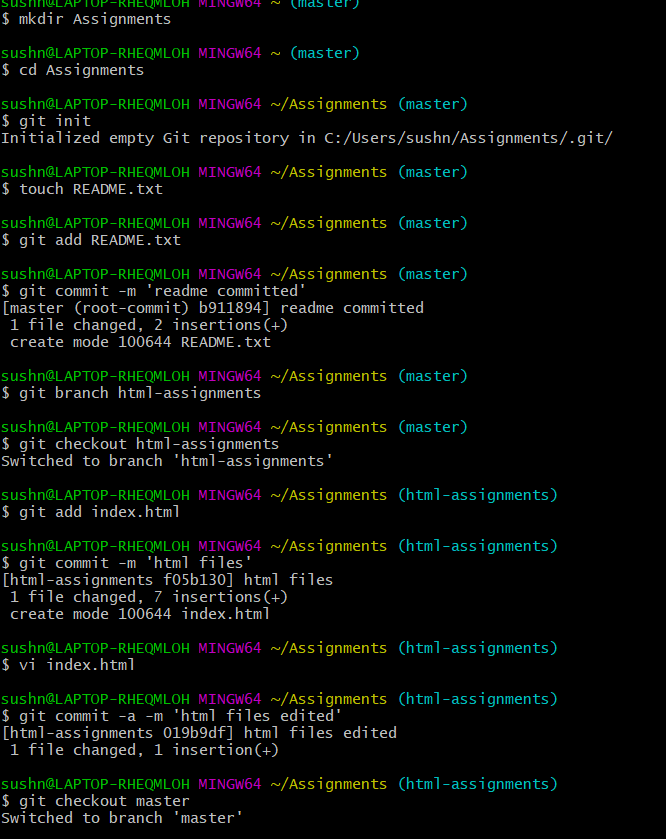 sushn@LAPTOP-RHEQMLOH MINGW64 ~ (master)
$ mkdir Assignments
sushn@LAPTOP-RHEQMLOH MINGW64 ~ (master)
$ cd Assignments
sushn@LAPTOP-RHEQMLOH MINGW64 ~/Assignments (master)
$ git init
Initialized empty Git repository in C:/Users/sushn/Assignments/.git/
sushn@LAPTOP-RHEQMLOH MINGW64 ~/Assignments (master)
$ touch README.txt
sushn@LAPTOP-RHEQMLOH MINGW64 ~/Assignments (master)
$ git add README.txt
sushn@LAPTOP-RHEQMLOH MINGW64 ~/Assignments (master)
$ git commit -m 'readme committed'
[master (root-commit) b911894] readme committed
 1 file changed, 2 insertions(+)
 create mode 100644 README.txt
sushn@LAPTOP-RHEQMLOH MINGW64 ~/Assignments (master)
$ git branch html-assignments
sushn@LAPTOP-RHEQMLOH MINGW64 ~/Assignments (master)
$ git checkout html-assignments
Switched to branch 'html-assignments'
sushn@LAPTOP-RHEQMLOH MINGW64 ~/Assignments (html-assignments)
$ git add index.html
sushn@LAPTOP-RHEQMLOH MINGW64 ~/Assignments (html-assignments)
$ git commit -m 'html files'
[html-assignments f05b130] html files
 1 file changed, 7 insertions(+)
 create mode 100644 index.html
sushn@LAPTOP-RHEQMLOH MINGW64 ~/Assignments (html-assignments)
$ vi index.html
sushn@LAPTOP-RHEQMLOH MINGW64 ~/Assignments (html-assignments)
$ git commit -a -m 'html files edited'
[html-assignments 019b9df] html files edited
 1 file changed, 1 insertion(+)
sushn@LAPTOP-RHEQMLOH MINGW64 ~/Assignments (html-assignments)
$ git checkout master
Switched to branch 'master'